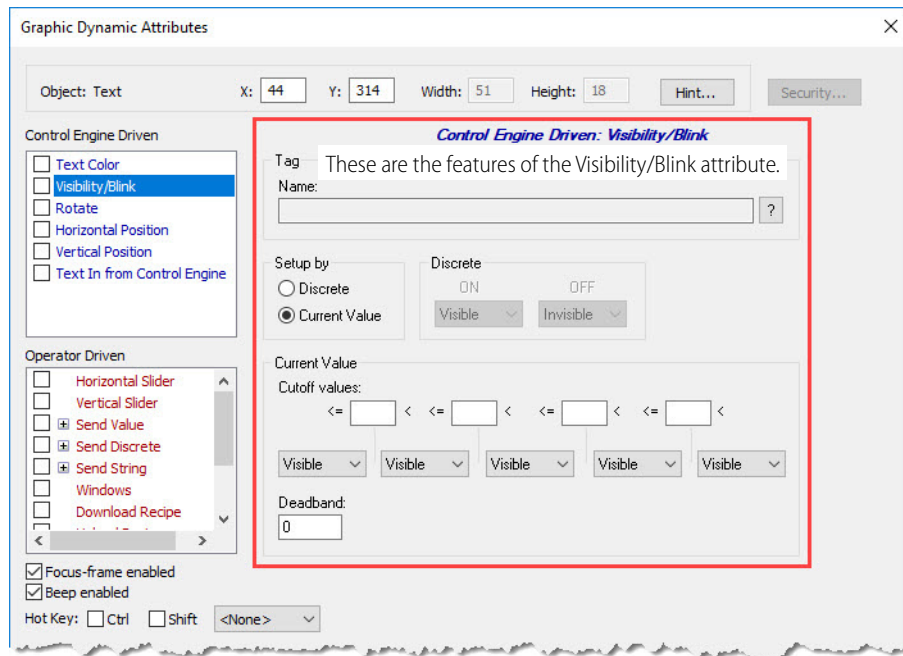 Graphic Dynamic Attributes
Object: Text X: 44 Y: 314 Width: 51 Height: 18 Hint... Security...
Control Engine Driven
Text Color
Visibility/Blink
Rotate
Horizontal Position
Vertical Position
Text In from Control Engine
Operator Driven
Horizontal Slider
Vertical Slider
Send Value
Send Discrete
Send String
Windows
Download Recipe
Focus-frame enabled
Beep enabled
Hot Key: Ctrl Shift <None>
Control Engine Driven: Visibility/Blink
Tag
These are the features of the Visibility/Blink attribute.
Name:
?
Setup by
Discrete
Current Value
Discrete
ON OFF
Visible Invisible
Current Value
Cutoff values:
<= < <= < <= < <= <
Visible Visible Visible Visible Visible
Deadband:
0